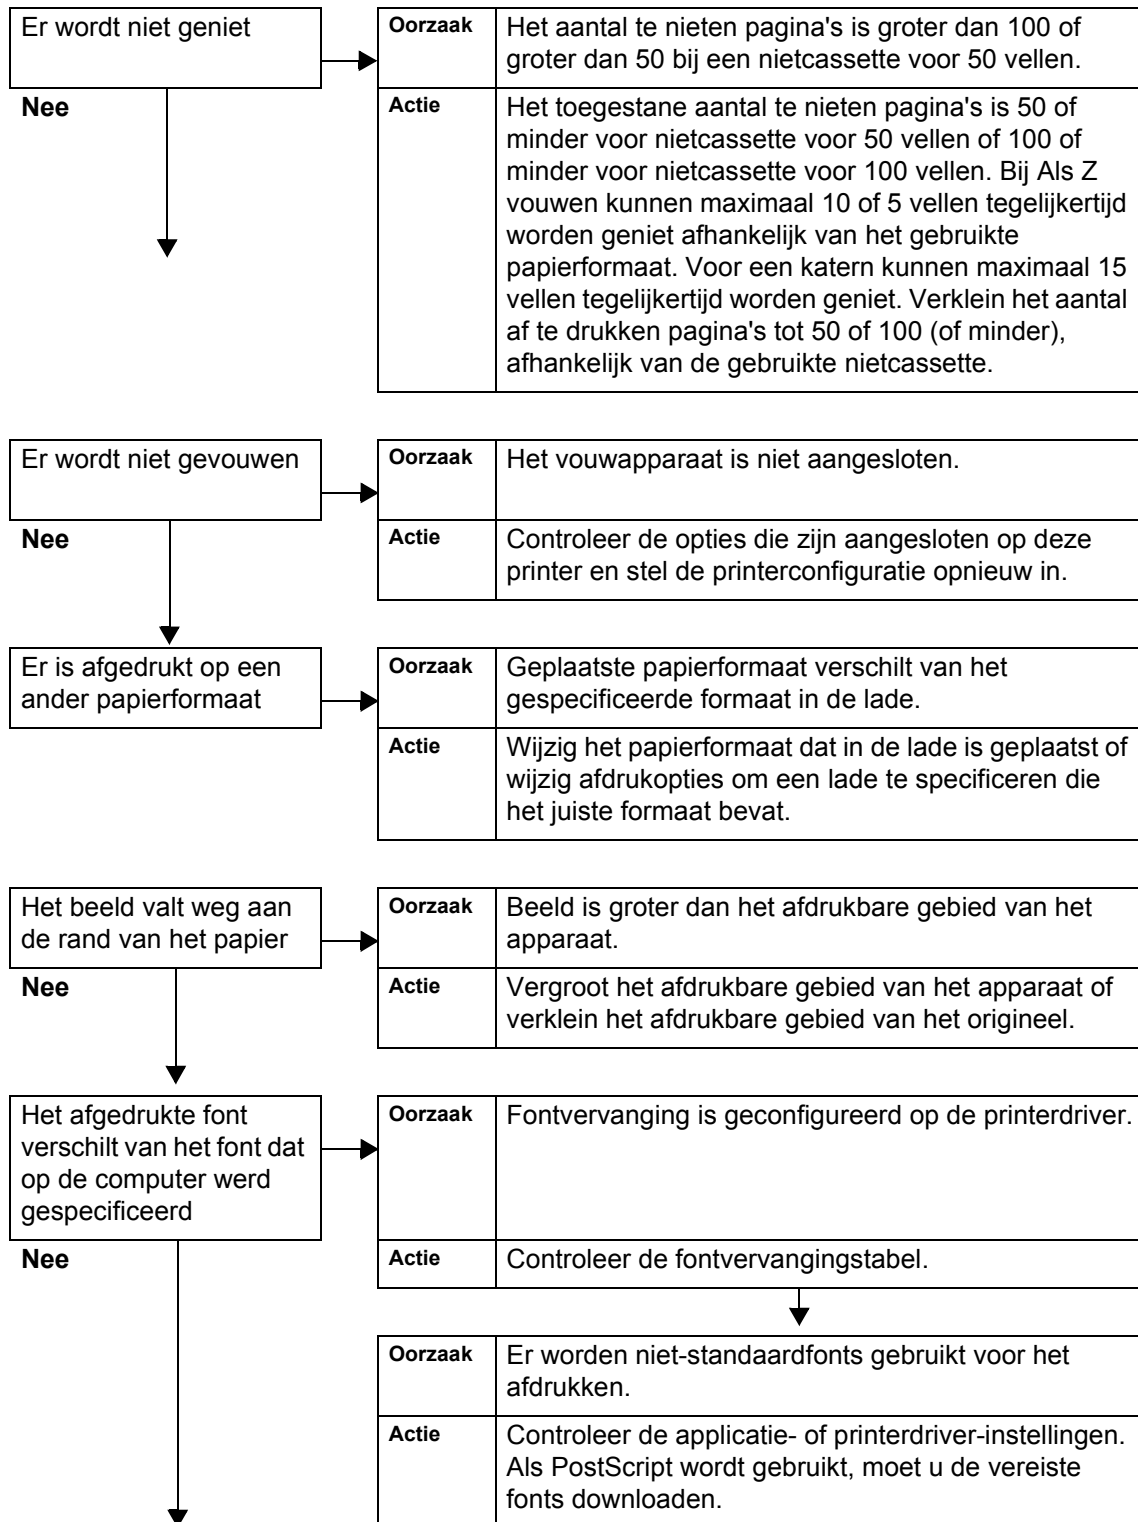 Er wordt niet geniet
Oorzaak
Het aantal te nieten pagina's is groter dan 100 of
groter dan 50 bij een nietcassette voor 50 vellen.
Nee
Actie
Het toegestane aantal te nieten pagina's is 50 of
minder voor nietcassette voor 50 vellen of 100 of
minder voor nietcassette voor 100 vellen. Bij Als Z
vouwen kunnen maximaal 10 of 5 vellen tegelijkertijd
worden geniet afhankelijk van het gebruikte
papierformaat. Voor een katern kunnen maximaal 15
vellen tegelijkertijd worden geniet. Verklein het aantal
af te drukken pagina's tot 50 of 100 (of minder),
afhankelijk van de gebruikte nietcassette.
Er wordt niet gevouwen
Oorzaak
Het vouwapparaat is niet aangesloten.
Nee
Actie
Controleer de opties die zijn aangesloten op deze
printer en stel de printerconfiguratie opnieuw in.
Er is afgedrukt op een
ander papierformaat
Oorzaak
Geplaatste papierformaat verschilt van het
gespecificeerde formaat in de lade.
Actie
Wijzig het papierformaat dat in de lade is geplaatst of
wijzig afdrukopties om een lade te specificeren die
het juiste formaat bevat.
Het beeld valt weg aan
de rand van het papier
Oorzaak
Beeld is groter dan het afdrukbare gebied van het
apparaat.
Nee
Actie
Vergroot het afdrukbare gebied van het apparaat of
verklein het afdrukbare gebied van het origineel.
Het afgedrukte font
verschilt van het font dat
op de computer werd
gespecificeerd
Oorzaak
Fontvervanging is geconfigureerd op de printerdriver.
Nee
Actie
Controleer de fontvervangingstabel.
Oorzaak
Er worden niet-standaardfonts gebruikt voor het
afdrukken.
Actie
Controleer de applicatie- of printerdriver-instellingen.
Als PostScript wordt gebruikt, moet u de vereiste
fonts downloaden.